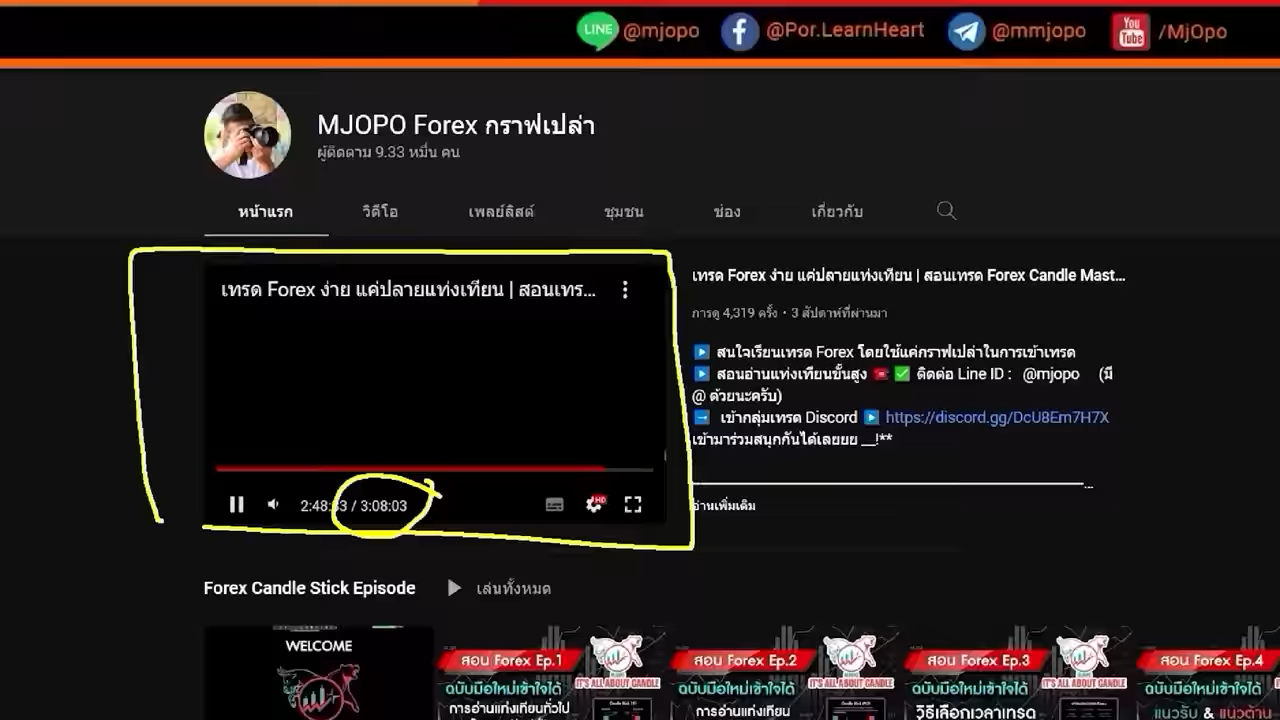 LINE @mjopo @Por.LearnHeart @mmjopo You Tube /MjOpo
MJOPO Forex กราฟเปล่า
ผู้ติดตาม 9.33 หมื่น คน
หน้าแรก วิดีโอ เพลย์ลิสต์ ชุมชน ช่อง เกี่ยวกับ
เทรด Forex ง่าย แค่ปลายแท่งเทียน | สอนเทร...
เทรด Forex ง่าย แค่ปลายแท่งเทียน | สอนเทรด Forex Candle Mast...
การดู 4,319 ครั้ง • 3 สัปดาห์ที่ผ่านมา
สนใจเรียนเทรด Forex โดยใช้แค่กราฟเปล่าในการเข้าเทรด
สอนอ่านแท่งเทียนขั้นสูง ติดต่อ Line ID : @mjopo (มี
@ ด้วยนะครับ)
เข้ากลุ่มเทรด Discord https://discord.gg/DcU8Em7H7X
เข้ามาร่วมสนุกกันได้เลยยย __!**
อ่านเพิ่มเติม
/ 3:08:03
HD
Forex Candle Stick Episode เล่นทั้งหมด
WELCOME
สอน Forex Ep.1
IT'S ALL ABOUT CANDLE
ฉบับมือใหม่เข้าใจได้
การอ่านแท่งเทียนทั่วไป
สอน Forex Ep.2
IT'S ALL ABOUT CANDLE
ฉบับมือใหม่เข้าใจได้
การอ่านแท่งเทียน
สอน Forex Ep.3
IT'S ALL ABOUT CANDLE
ฉบับมือใหม่เข้าใจได้
วิธีเลือกเวลาเทรด
สอน Forex Ep.4
ฉบับมือใหม่เข้าใจได้
แนวรับ & แนวต้าน